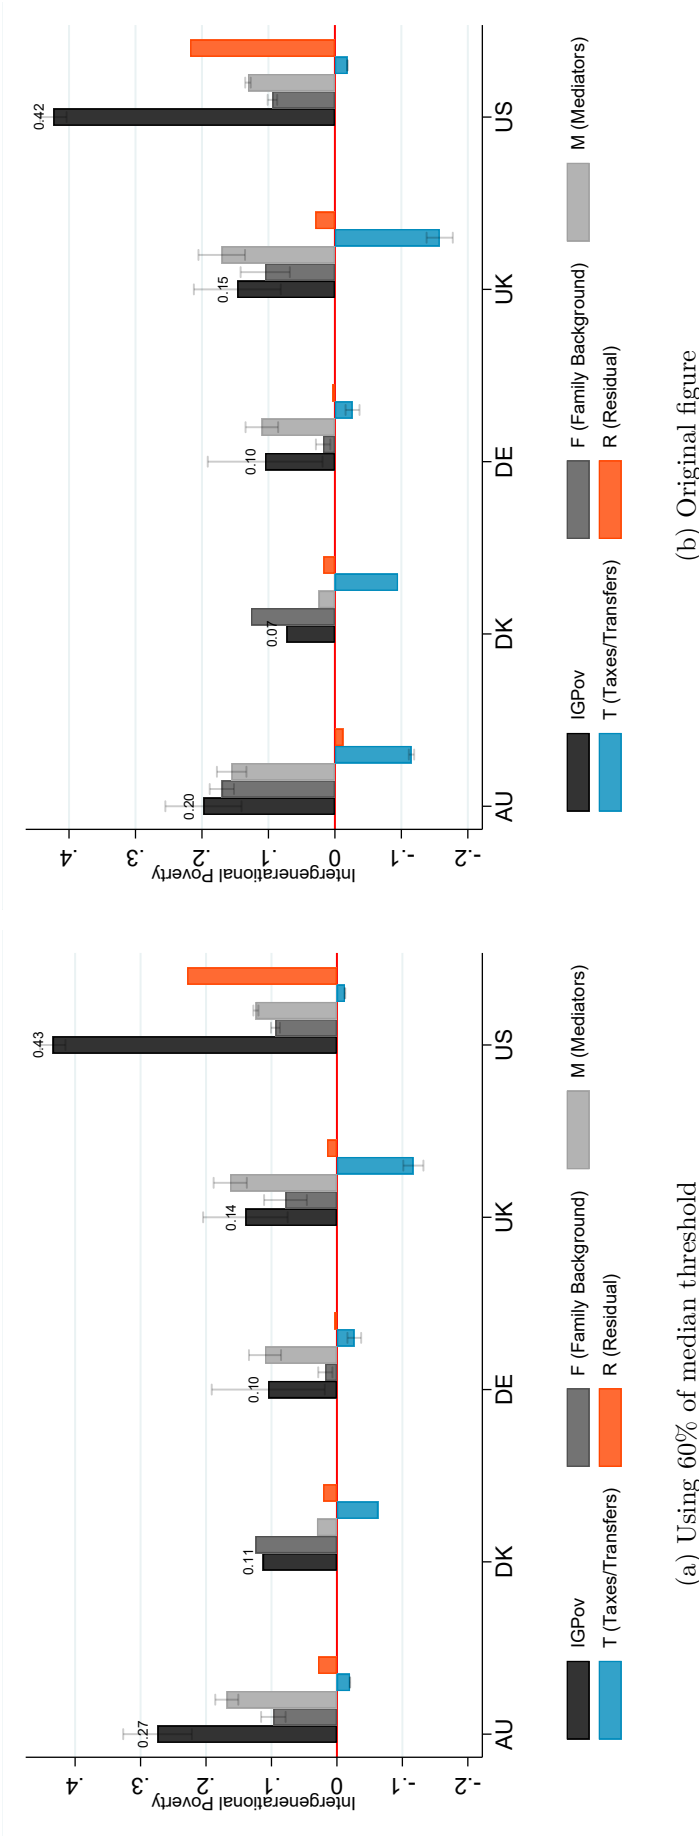 Intergenerational Poverty
.4
.3
.2
.1
0
-.1
-.2
0.27
0.11
0.10
0.14
0.43
AU
DK
DE
UK
US
IGPov
F (Family Background)
M (Mediators)
T (Taxes/Transfers)
R (Residual)
(a) Using 60% of median threshold
Intergenerational Poverty
.4
.3
.2
.1
0
-.1
-.2
0.20
0.07
0.10
0.15
0.42
AU
DK
DE
UK
US
IGPov
F (Family Background)
M (Mediators)
T (Taxes/Transfers)
R (Residual)
(b) Original figure